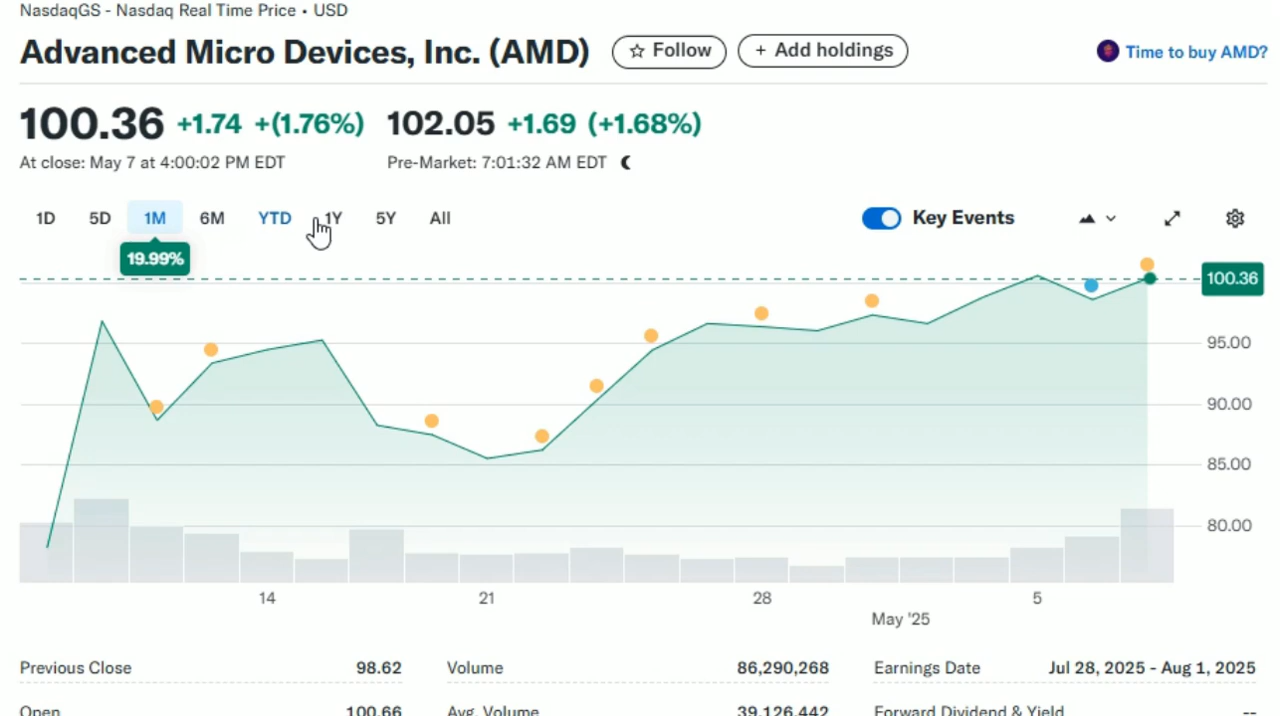 NasdaqGS - Nasdaq Real Time Price • USD
Advanced Micro Devices, Inc. (AMD)
Follow
+ Add holdings
Time to buy AMD?
100.36 +1.74 +(1.76%) 102.05 +1.69 (+1.68%)
At close: May 7 at 4:00:02 PM EDT
Pre-Market: 7:01:32 AM EDT
1D 5D 1M 6M YTD 1Y 5Y All
Key Events
19.99%
100.36
95.00
90.00
85.00
80.00
14 21 28 5
May '25
Previous Close 98.62
Volume 86,290,268
Earnings Date Jul 28, 2025 - Aug 1, 2025
Open 100.66
Avg. Volume 39,126,442
Forward Dividend & Yield --